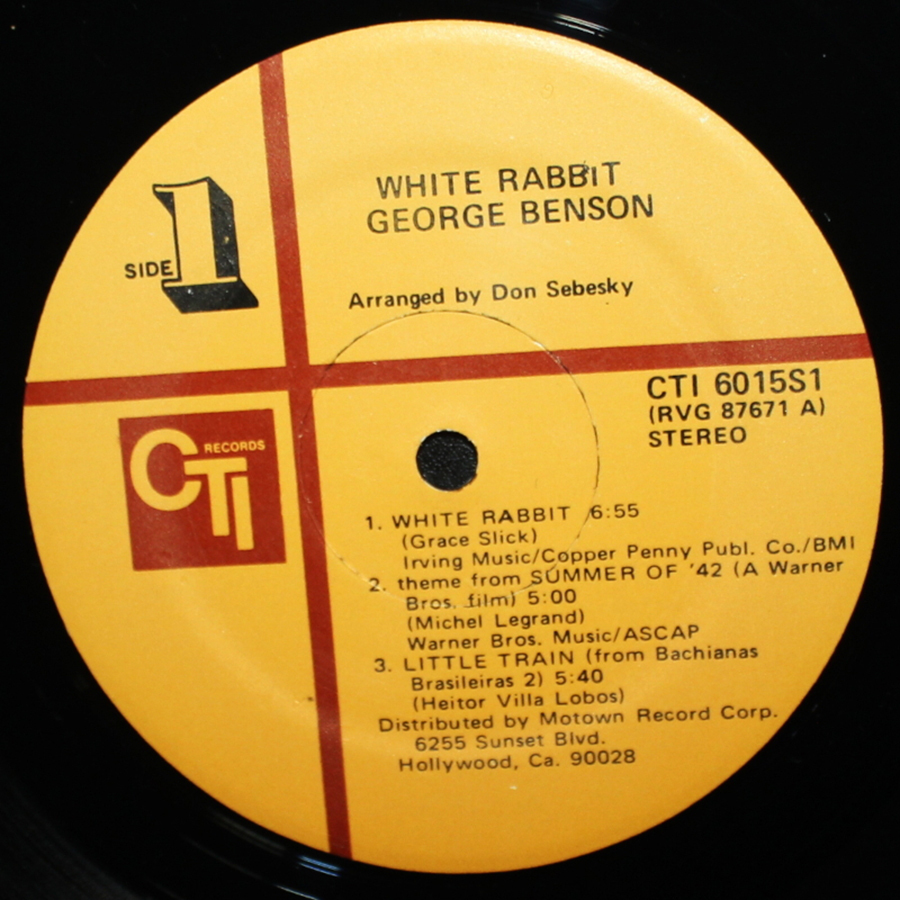 WHITE RABBIT
GEORGE BENSON
SIDE 1
Arranged by Don Sebesky
CTI 6015S1
(RVG 87671 A)
STEREO
CTI RECORDS
1. WHITE RABBIT 6:55
(Grace Slick)
Irving Music/Copper Penny Publ. Co./BMI
2. theme from SUMMER OF '42 (A Warner
Bros. film) 5:00
(Michel Legrand)
Warner Bros. Music/ASCAP
3. LITTLE TRAIN (from Bachianas
Brasileiras 2) 5:40
(Heitor Villa Lobos)
Distributed by Motown Record Corp.
6255 Sunset Blvd.
Hollywood, Ca. 90028